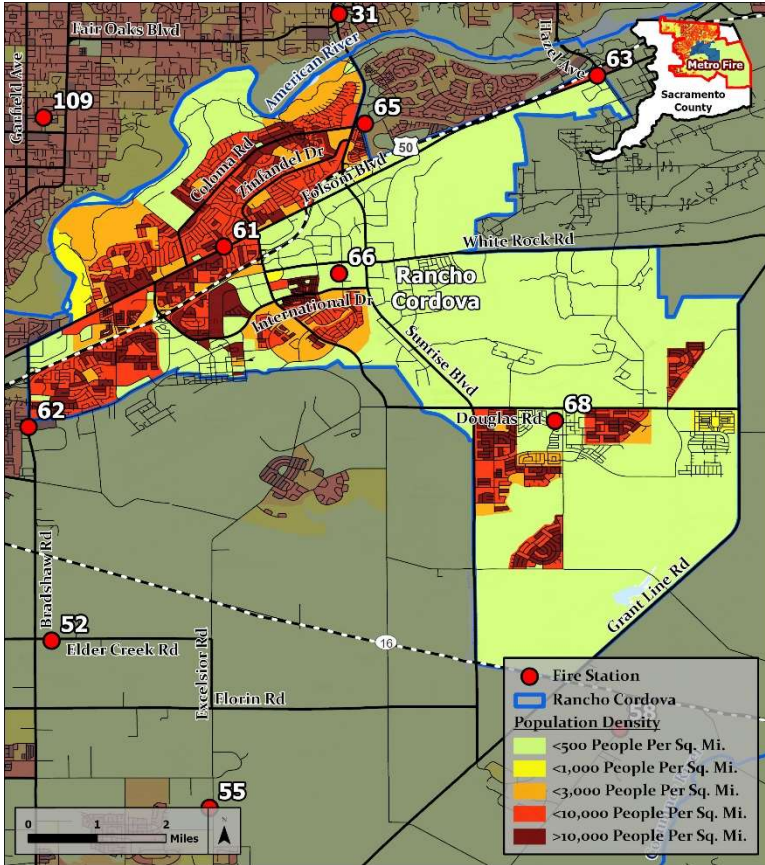 31
Fair Oaks Blvd
Hazel Ave
63
Metro Fire
Sacramento
County
Garfield Ave
109
American River
65
50
Coloma Rd
Zinfandel Dr
Folsom Blvd
61
White Rock Rd
66
Rancho
Cordova
International Dr
Sunrise Blvd
62
Douglas Rd
68
Bradshaw Rd
Grant Line Rd
52
Elder Creek Rd
16
Excelsior Rd
Florin Rd
Fire Station
Rancho Cordova
58
Population Density
<500 People Per Sq. Mi.
<1,000 People Per Sq. Mi.
<3,000 People Per Sq. Mi.
<10,000 People Per Sq. Mi.
>10,000 People Per Sq. Mi.
55
0 1 2
Miles
N